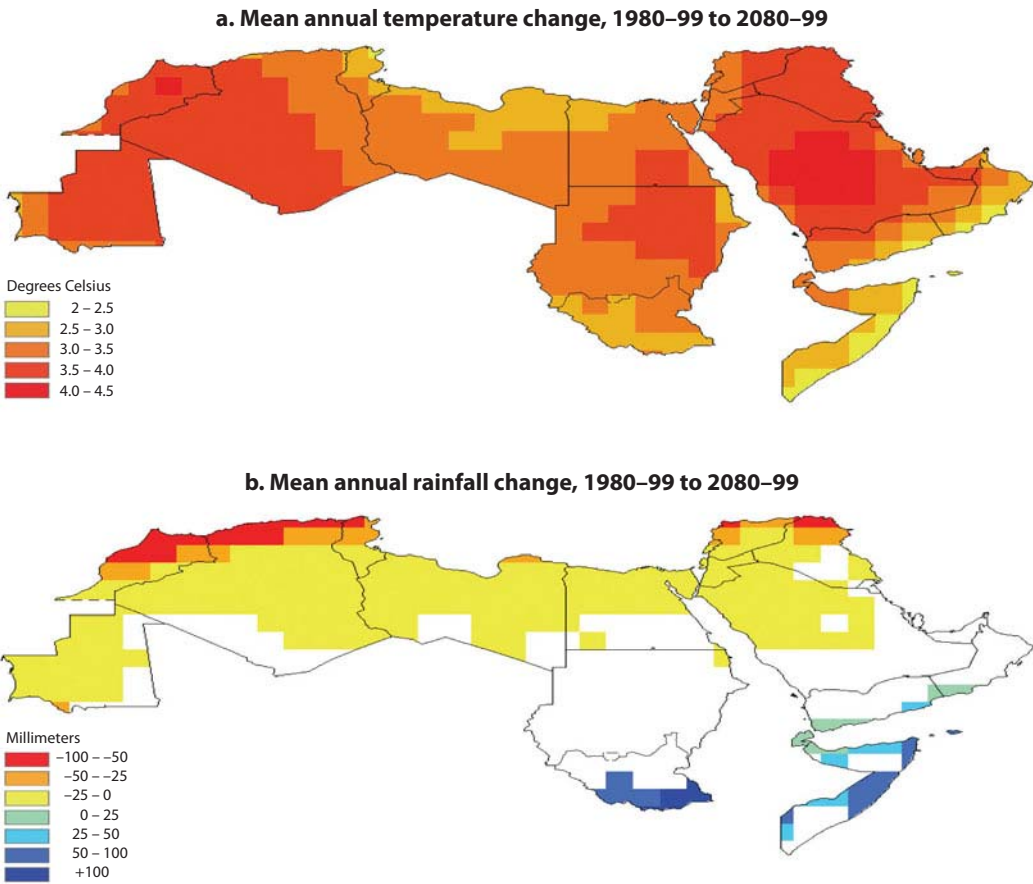 a. Mean annual temperature change, 1980–99 to 2080–99
Degrees Celsius
2 – 2.5
2.5 – 3.0
3.0 – 3.5
3.5 – 4.0
4.0 – 4.5
b. Mean annual rainfall change, 1980–99 to 2080–99
Millimeters
–100 – –50
–50 – –25
–25 – 0
0 – 25
25 – 50
50 – 100
+100